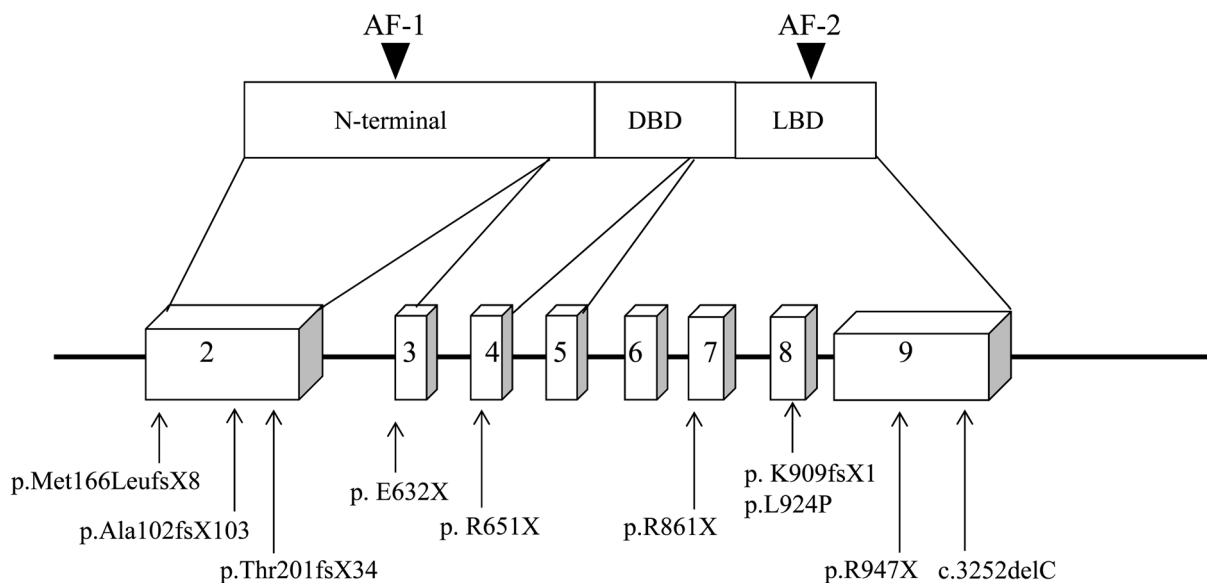 AF-1
AF-2
N-terminal
DBD
LBD
2
3
4
5
6
7
8
9
p.Met166LeufsX8
p.Ala102fsX103
p.Thr201fsX34
p. E632X
p. R651X
p.R861X
p. K909fsX1
p.L924P
p.R947X
c.3252delC